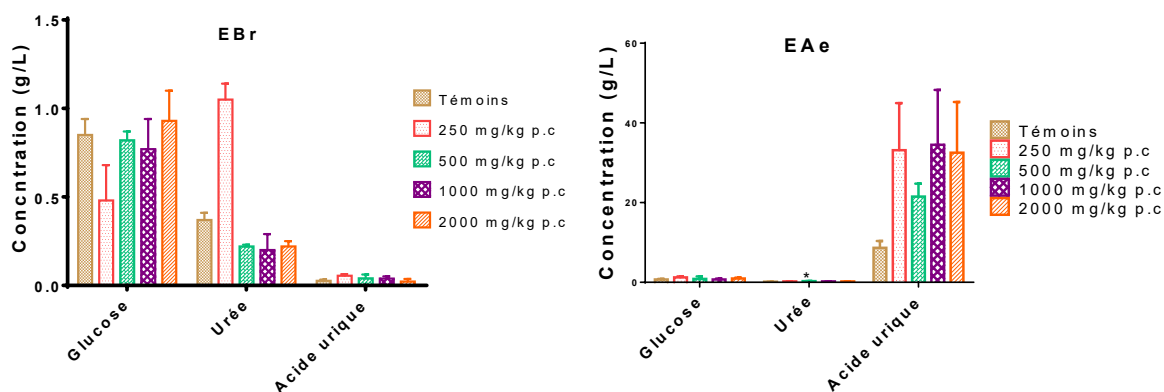 EBr
Concntration (g/L)
1.5
1.0
0.5
0.0
Glucose
Urée
Acide urique
Témoins
250 mg/kg p.c
500 mg/kg p.c
1000 mg/kg p.c
2000 mg/kg p.c
EAe
Concentration (g/L)
60
40
20
0
*
Glucose
Urée
Acide urique
Témoins
250 mg/kg p.c
500 mg/kg p.c
1000 mg/kg p.c
2000 mg/kg p.c